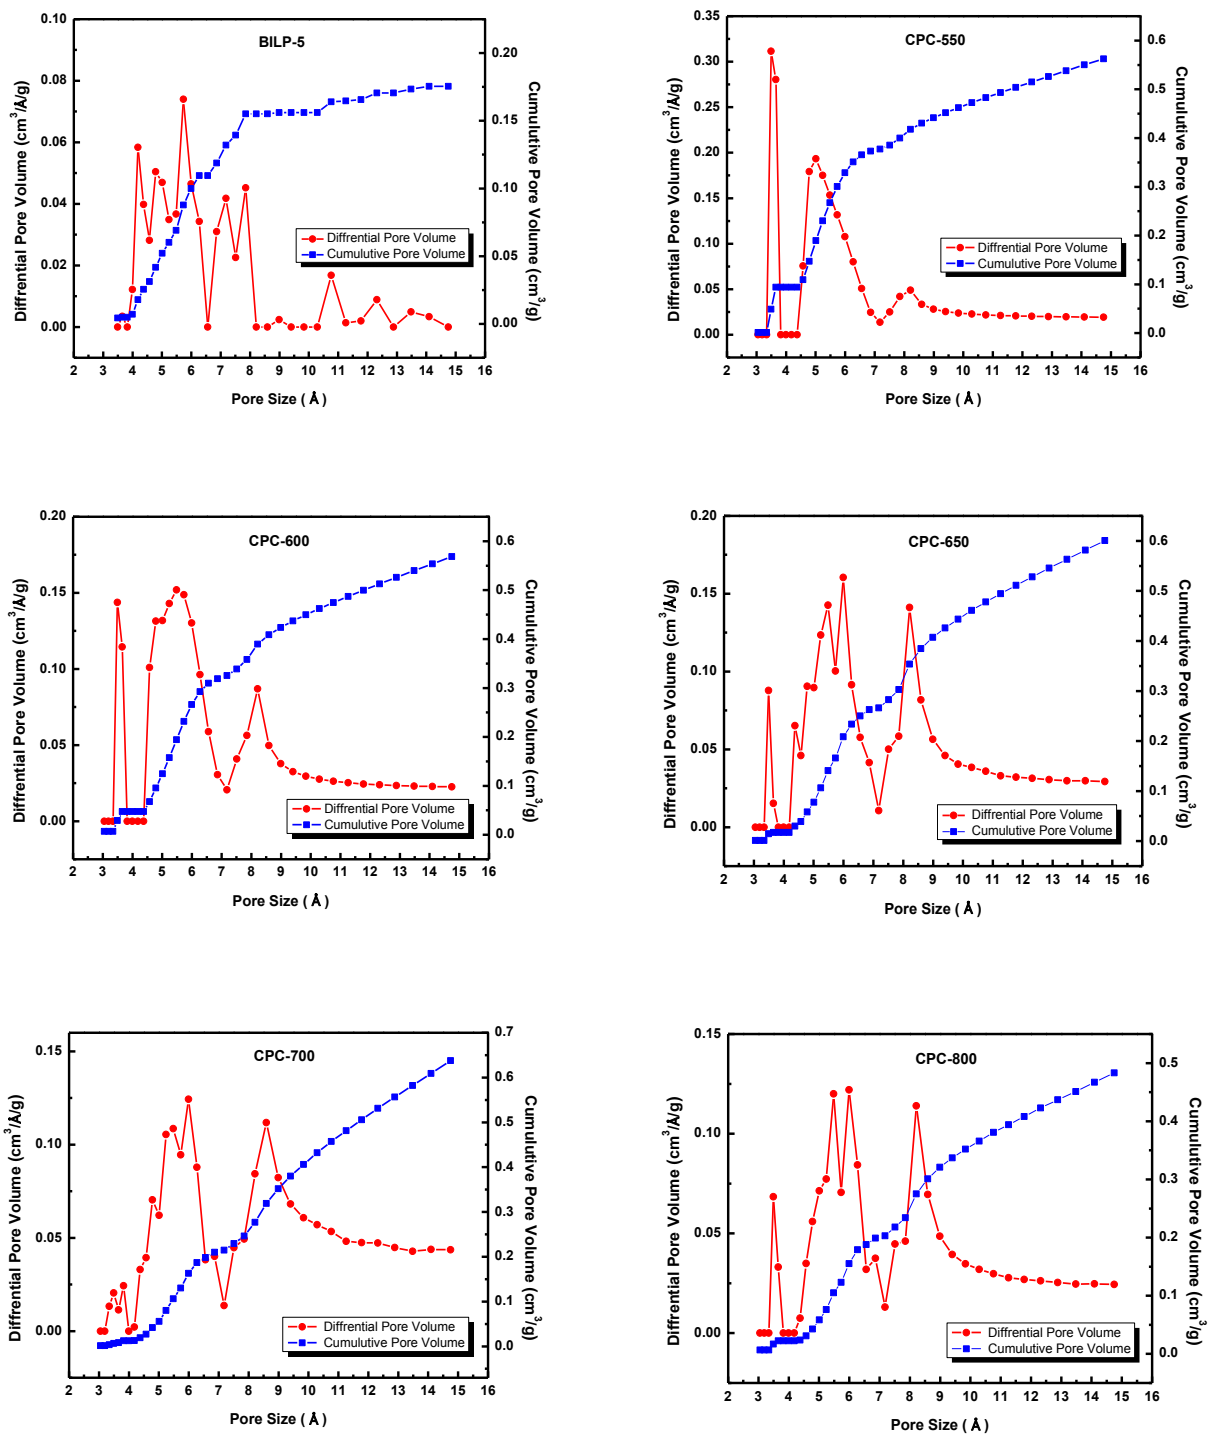 BILP-5
Diffrential Pore Volume (cm³/Å/g)
0.10
0.08
0.06
0.04
0.02
0.00
Cumulutive Pore Volume (cm³/g)
0.20
0.15
0.10
0.05
0.00
Diffrential Pore Volume
Cumulutive Pore Volume
2 3 4 5 6 7 8 9 10 11 12 13 14 15 16
Pore Size ( Å )
CPC-550
Diffrential Pore Volume (cm³/Å/g)
0.35
0.30
0.25
0.20
0.15
0.10
0.05
0.00
Cumulutive Pore Volume (cm³/g)
0.6
0.5
0.4
0.3
0.2
0.1
0.0
Diffrential Pore Volume
Cumulutive Pore Volume
2 3 4 5 6 7 8 9 10 11 12 13 14 15 16
Pore Size ( Å )
CPC-600
Diffrential Pore Volume (cm³/Å/g)
0.20
0.15
0.10
0.05
0.00
Cumulutive Pore Volume (cm³/g)
0.6
0.5
0.4
0.3
0.2
0.1
0.0
Diffrential Pore Volume
Cumulutive Pore Volume
2 3 4 5 6 7 8 9 10 11 12 13 14 15 16
Pore Size ( Å )
CPC-650
Diffrential Pore Volume (cm³/Å/g)
0.20
0.15
0.10
0.05
0.00
Cumulutive Pore Volume (cm³/g)
0.6
0.5
0.4
0.3
0.2
0.1
0.0
Diffrential Pore Volume
Cumulutive Pore Volume
2 3 4 5 6 7 8 9 10 11 12 13 14 15 16
Pore Size ( Å )
CPC-700
Diffrential Pore Volume (cm³/Å/g)
0.15
0.10
0.05
0.00
Cumulutive Pore Volume (cm³/g)
0.7
0.6
0.5
0.4
0.3
0.2
0.1
0.0
Diffrential Pore Volume
Cumulutive Pore Volume
2 3 4 5 6 7 8 9 10 11 12 13 14 15 16
Pore Size ( Å )
CPC-800
Diffrential Pore Volume (cm³/Å/g)
0.15
0.10
0.05
0.00
Cumulutive Pore Volume (cm³/g)
0.5
0.4
0.3
0.2
0.1
0.0
Diffrential Pore Volume
Cumulutive Pore Volume
2 3 4 5 6 7 8 9 10 11 12 13 14 15 16
Pore Size ( Å )